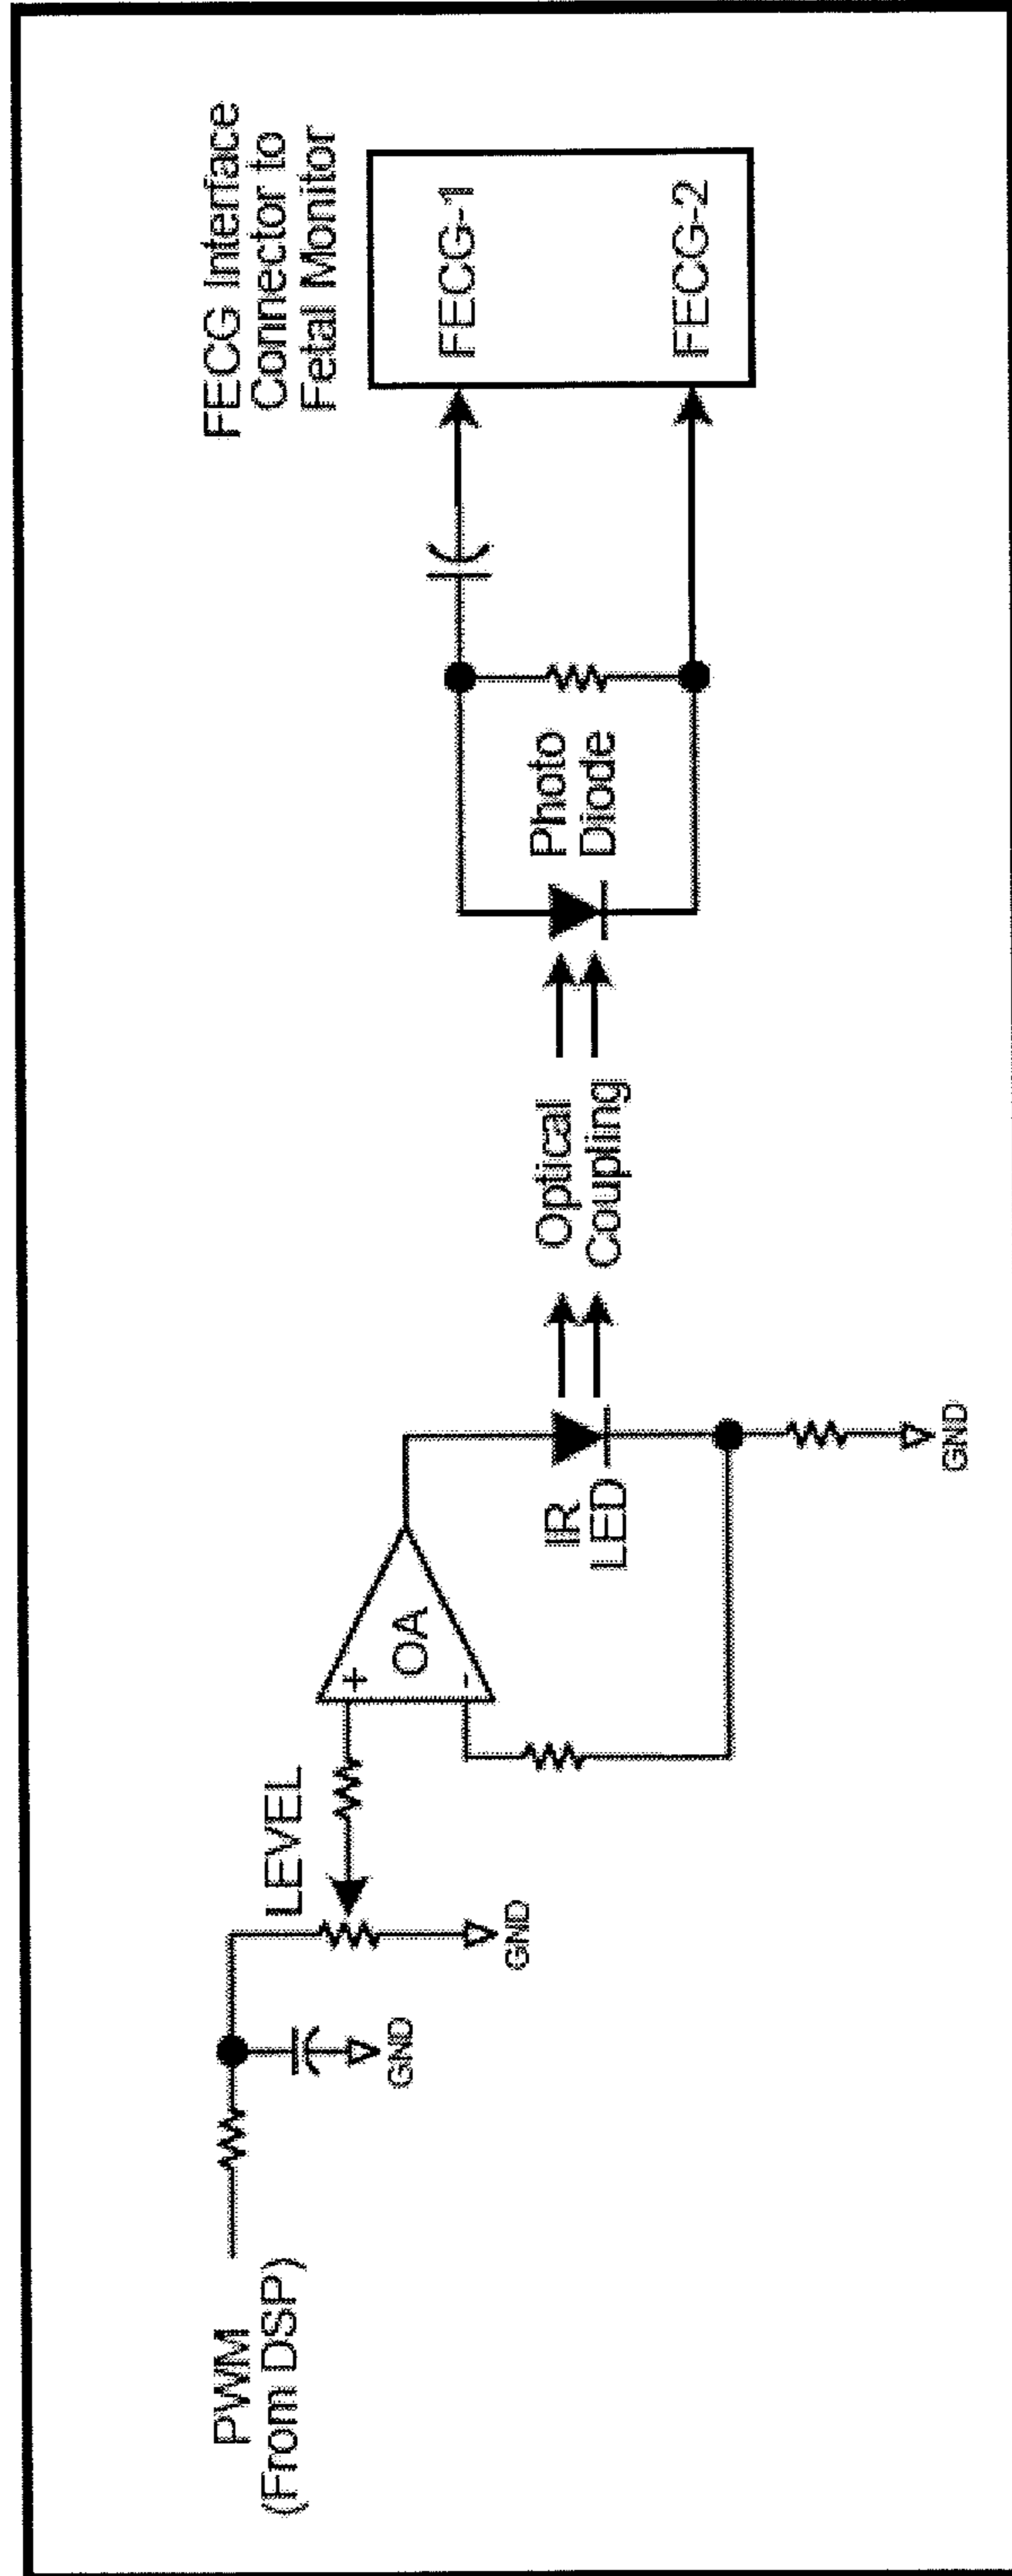 FECG Interface
Connector to
Fetal Monitor
PWM
(From DSP)
LEVEL
GND
GND
+
-
OA
IR
LED
GND
Optical
Coupling
Photo
Diode
FECG-1
FECG-2